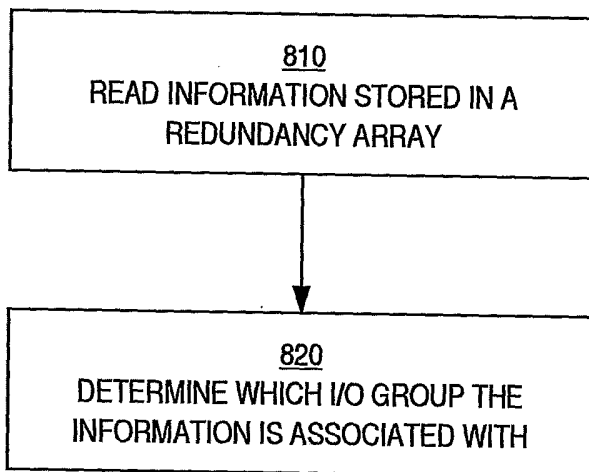 810
READ INFORMATION STORED IN A
REDUNDANCY ARRAY
820
DETERMINE WHICH I/O GROUP THE
INFORMATION IS ASSOCIATED WITH